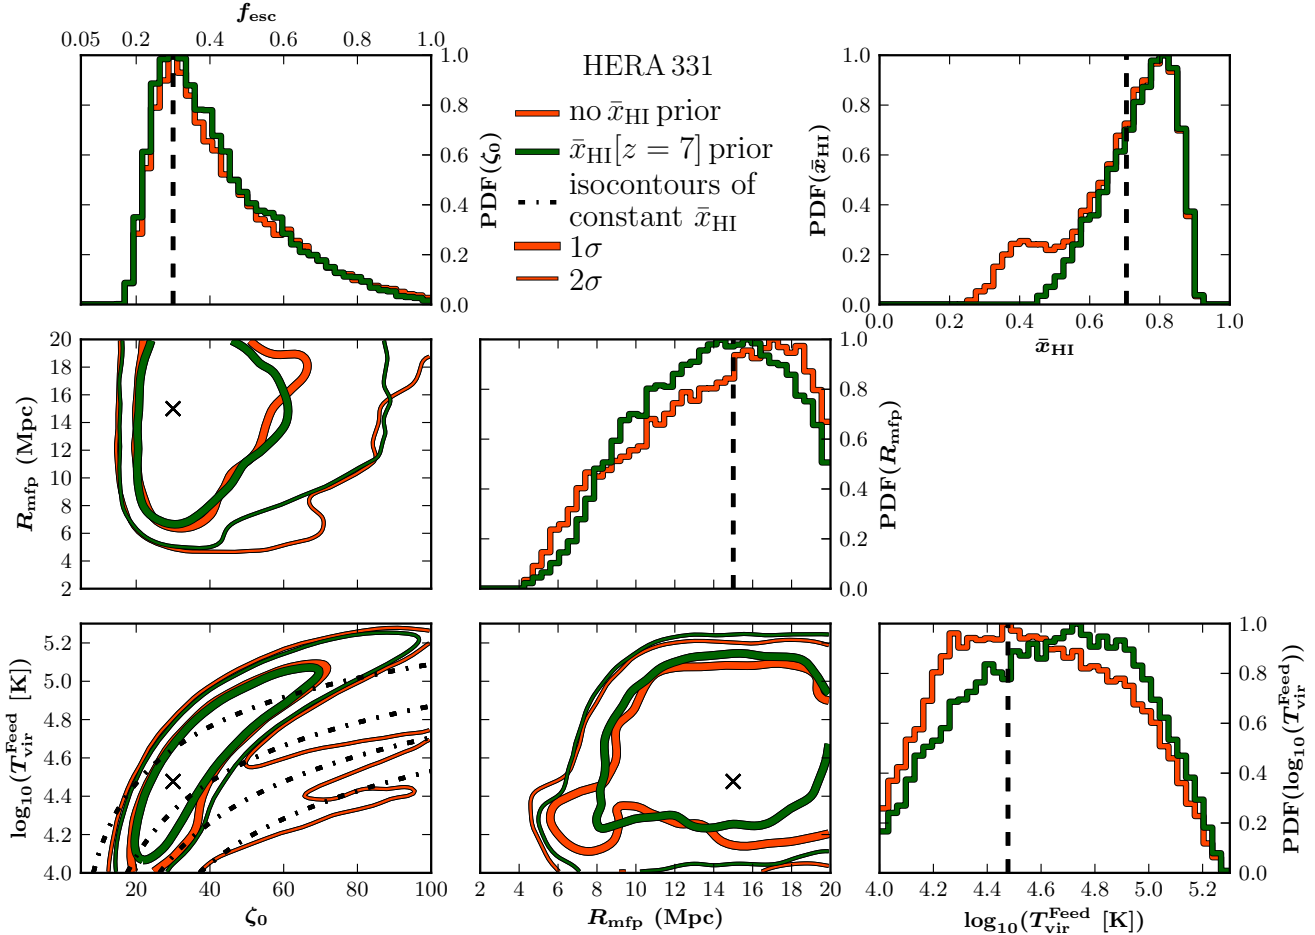 f_esc
0.05 0.2 0.4 0.6 0.8 1.0
1.0
0.8
0.6
0.4
0.2
0.0
PDF(ζ₀)
HERA 331
no x̄_HI prior
x̄_HI[z = 7] prior
isocontours of
constant x̄_HI
1σ
2σ
PDF(x̄_HI)
1.0
0.8
0.6
0.4
0.2
0.0
0.0 0.2 0.4 0.6 0.8 1.0
x̄_HI
R_mfp (Mpc)
20
18
16
14
12
10
8
6
4
2
1.0
0.8
0.6
0.4
0.2
0.0
PDF(R_mfp)
log₁₀(T_vir^Feed [K])
5.2
5.0
4.8
4.6
4.4
4.2
4.0
20 40 60 80 100
ζ₀
2 4 6 8 10 12 14 16 18 20
R_mfp (Mpc)
1.0
0.8
0.6
0.4
0.2
0.0
PDF(log₁₀(T_vir^Feed))
4.0 4.2 4.4 4.6 4.8 5.0 5.2
log₁₀(T_vir^Feed [K])